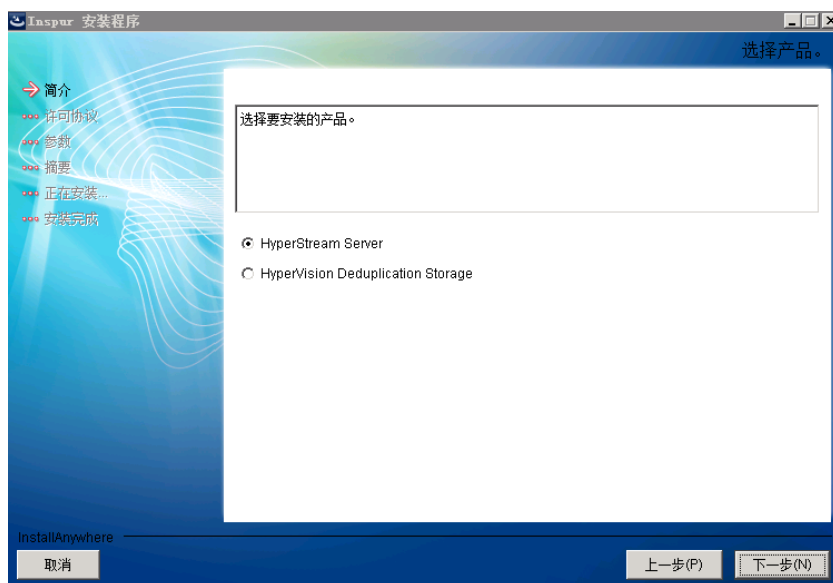 Inspur 安装程序
选择产品。
简介
许可协议
参数
摘要
正在安装...
安装完成
选择要安装的产品。
HyperStream Server
HyperVision Deduplication Storage
InstallAnywhere
取消
上一步(P)
下一步(N)